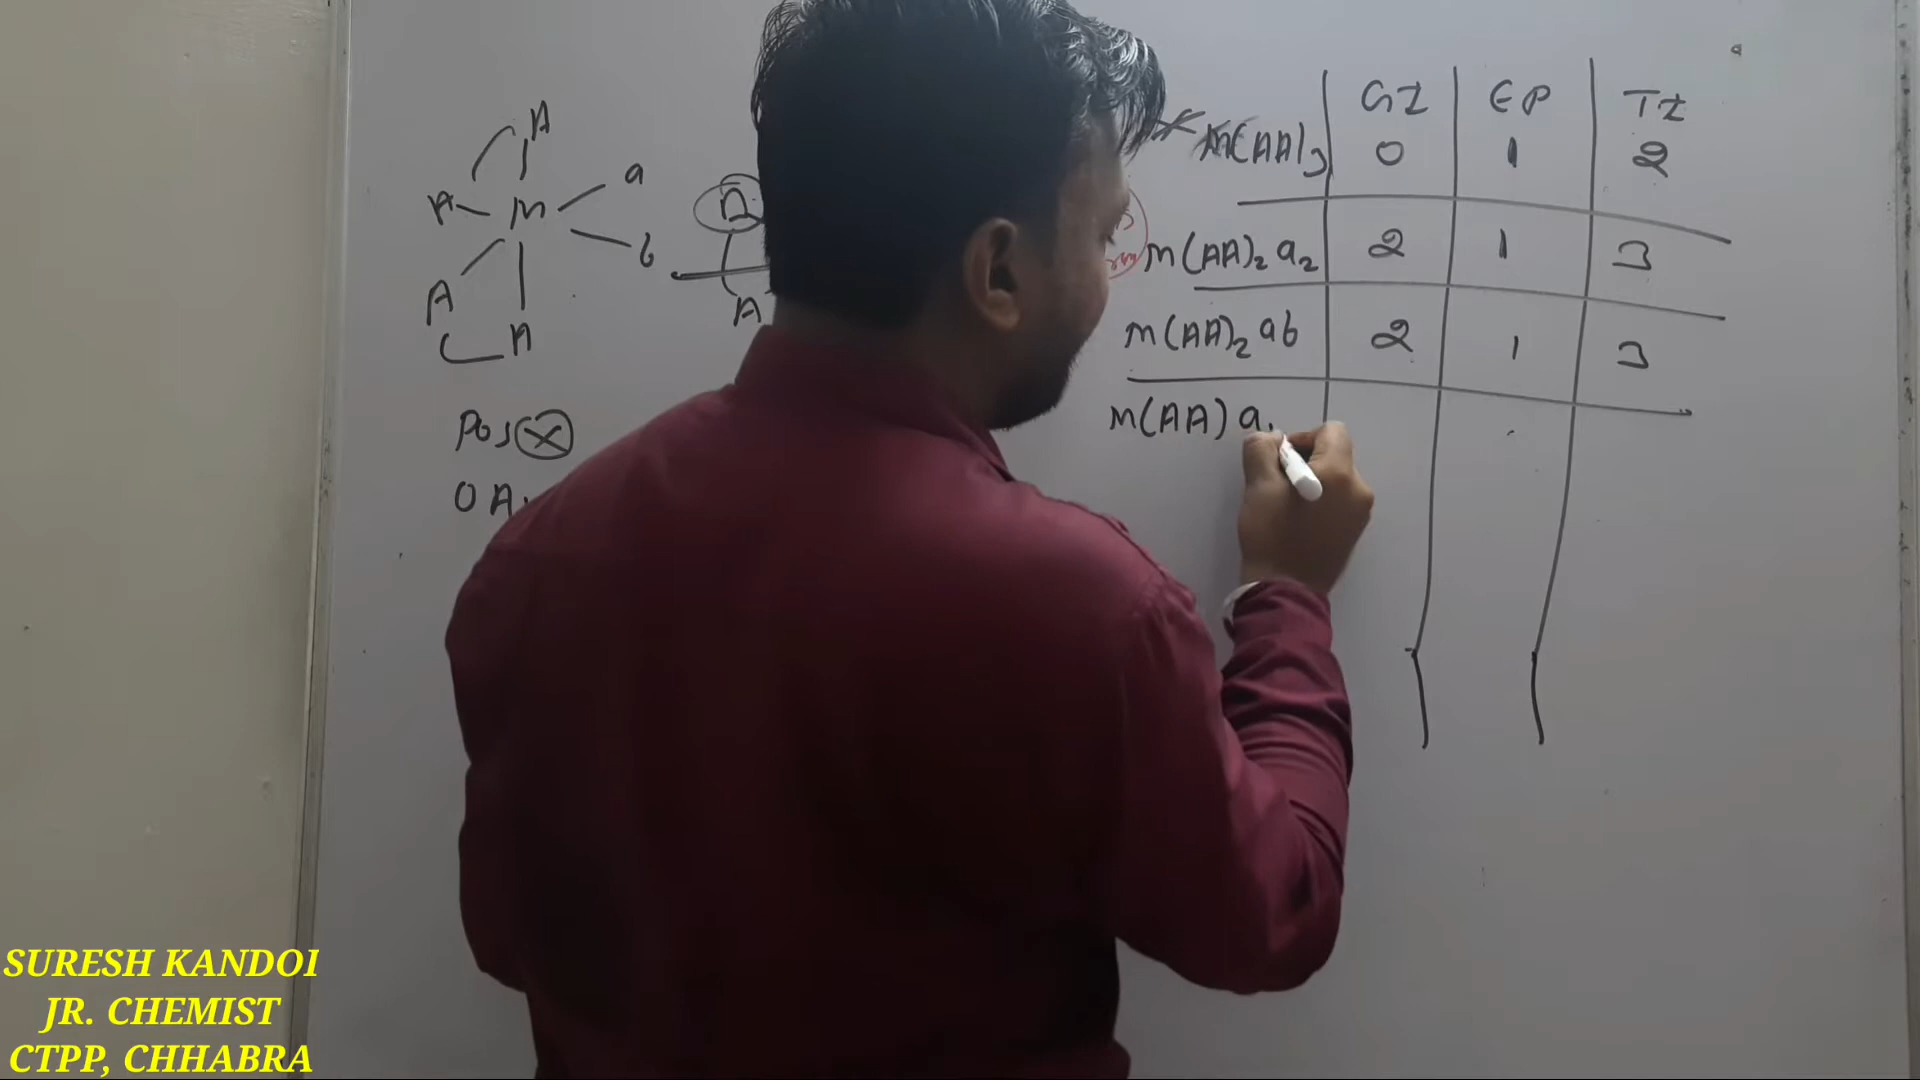 A
A M a
b
A
A
A
A
Pos X
OA.
GI EP TI
M(AA)3 0 1 2
M(AA)2 a2 2 1 3
M(AA)2 ab 2 1 3
M(AA) a
SURESH KANDOI
JR. CHEMIST
CTPP, CHHABRA